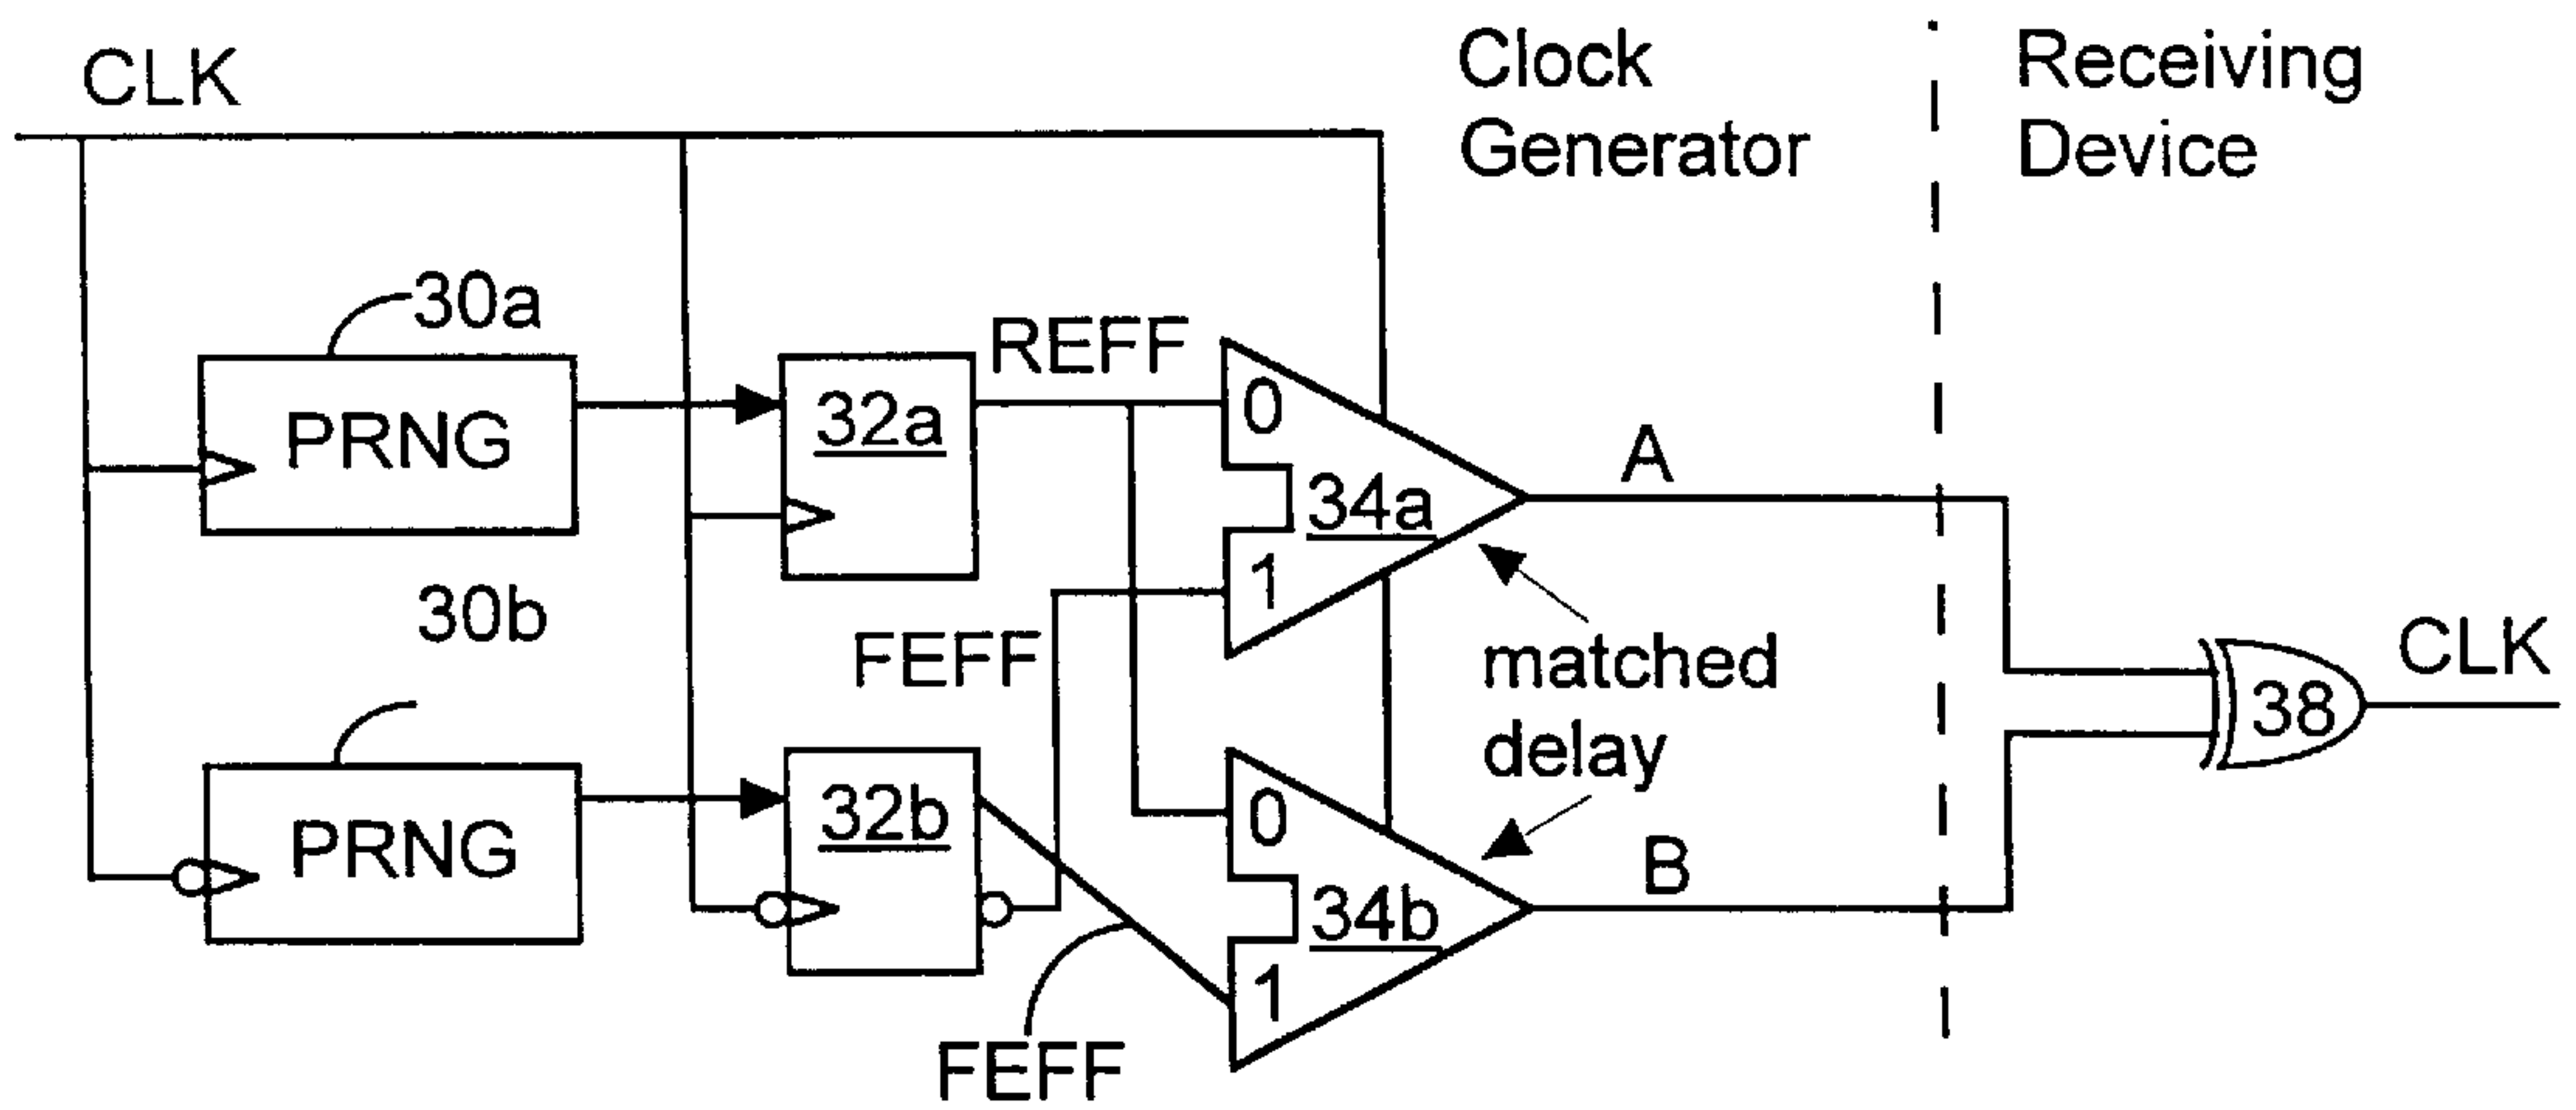 CLK
Clock
Generator
Receiving
Device
30a
PRNG
32a
REFF
0
34a
1
A
30b
FEFF
matched
delay
CLK
38
PRNG
32b
0
34b
1
B
FEFF